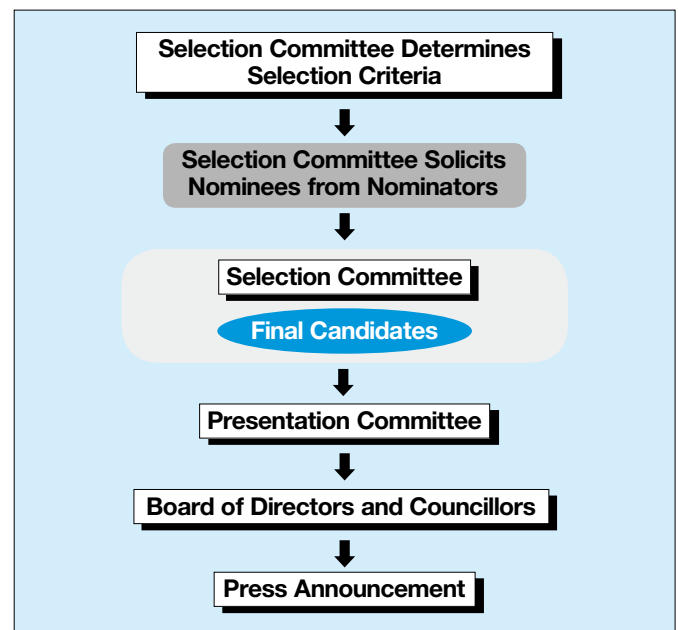 Selection Committee Determines
Selection Criteria
Selection Committee Solicits
Nominees from Nominators
Selection Committee
Final Candidates
Presentation Committee
Board of Directors and Councillors
Press Announcement